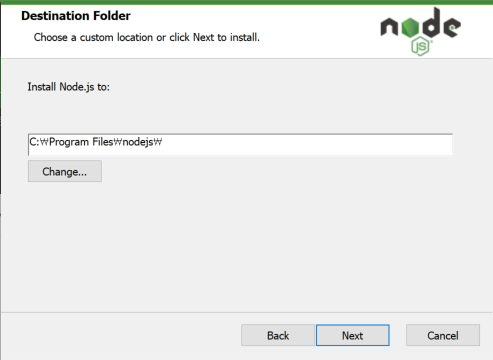 Destination Folder
Choose a custom location or click Next to install.
node
JS
Install Node.js to:
C:₩Program Files₩nodejs₩
Change...
Back Next Cancel